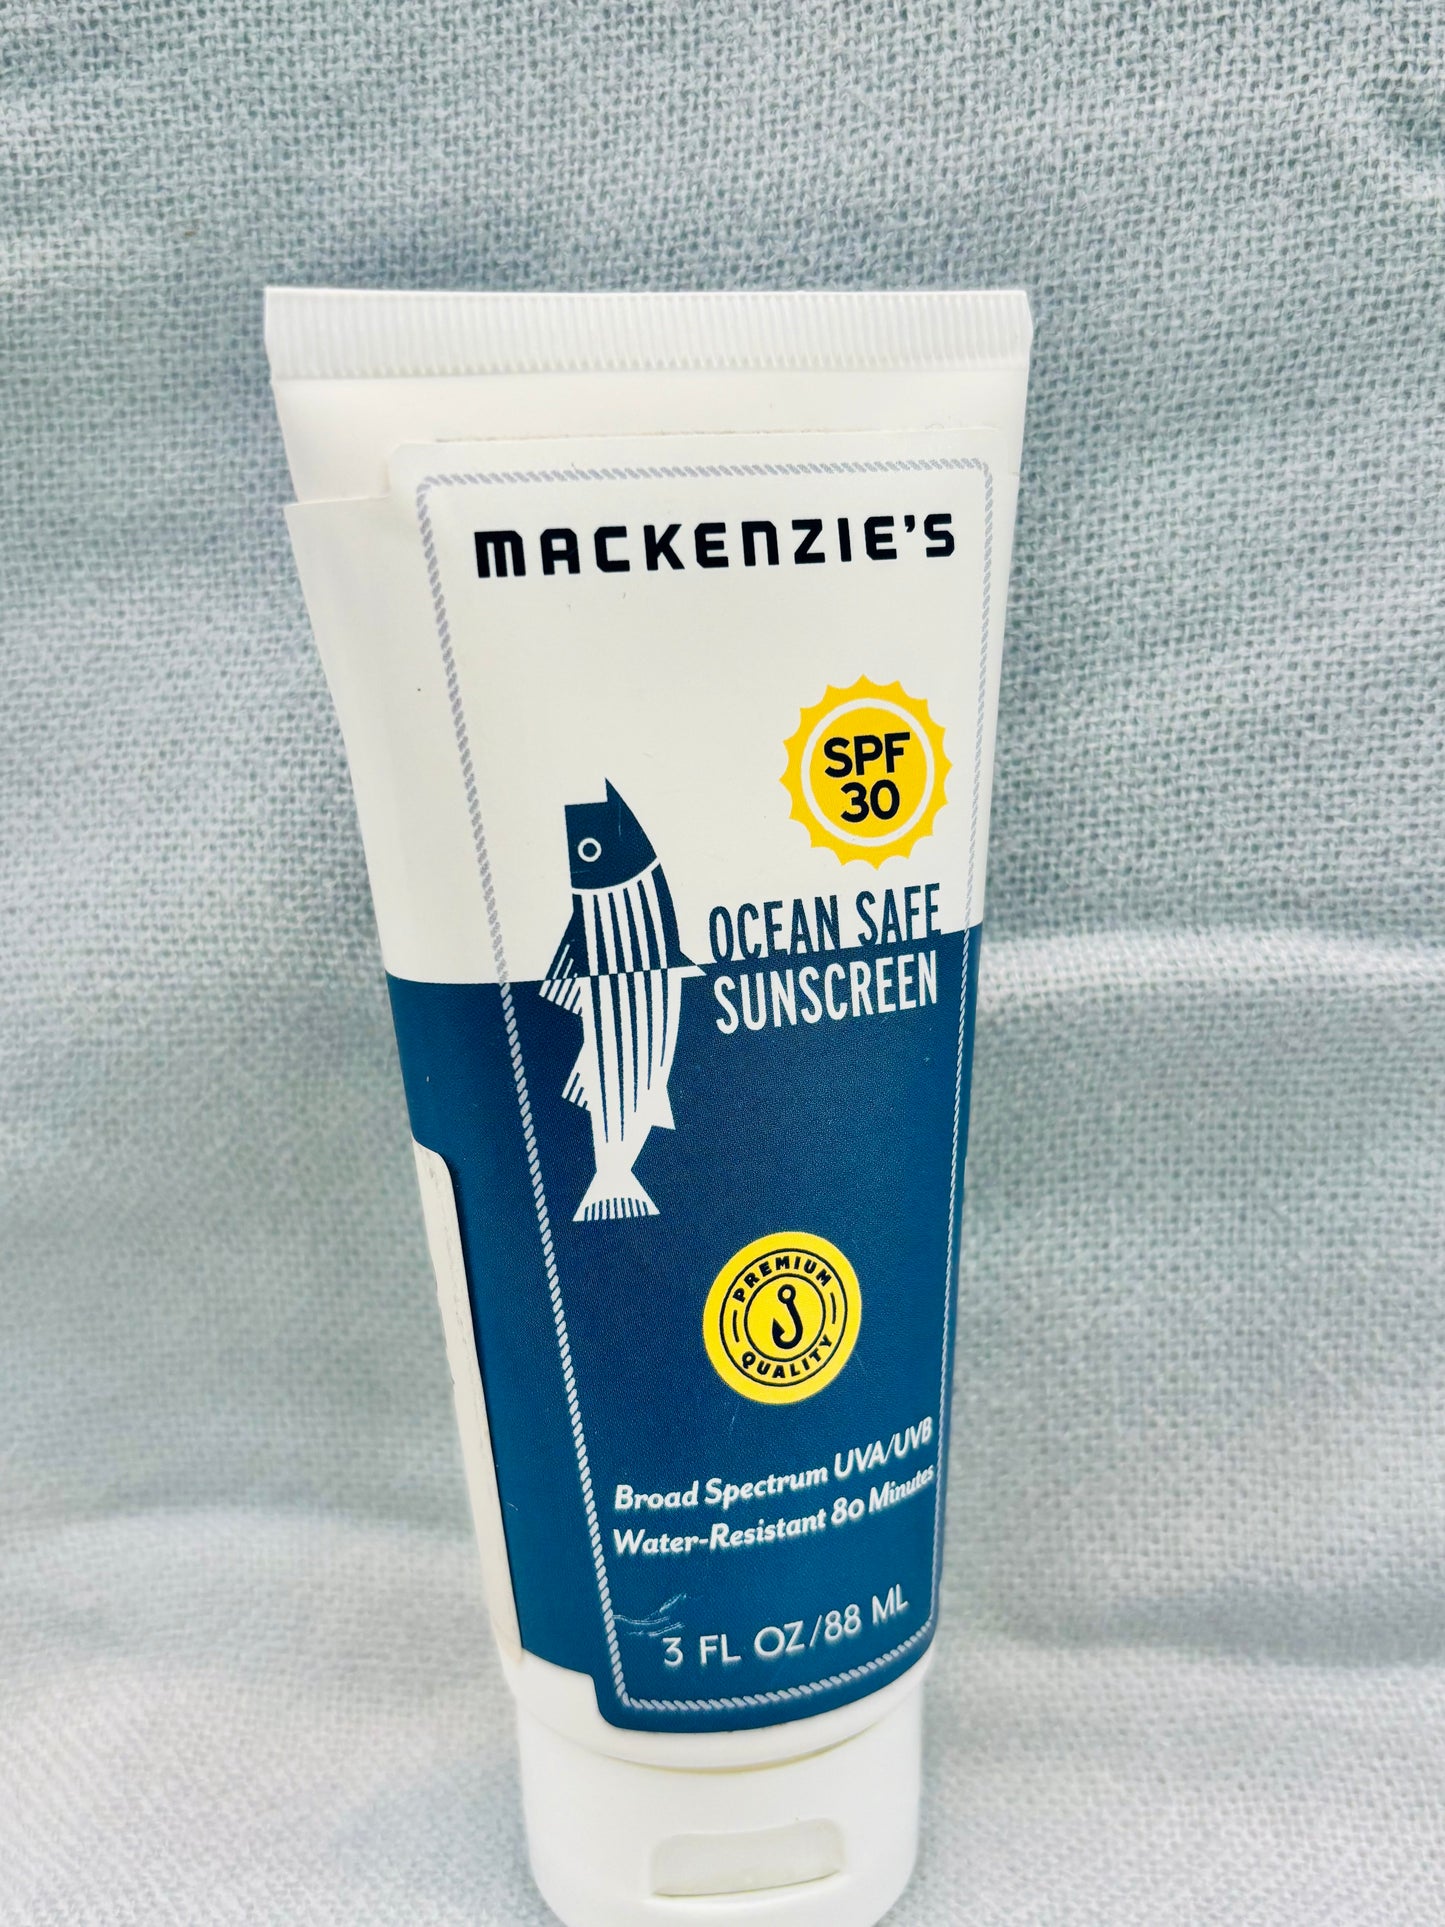 MACKENZIE'S
SPF
30
OCEAN SAFE
SUNSCREEN
PREMIUM
QUALITY
Broad Spectrum UVA/UVB
Water-Resistant 80 Minutes
3 FL OZ/88 ML